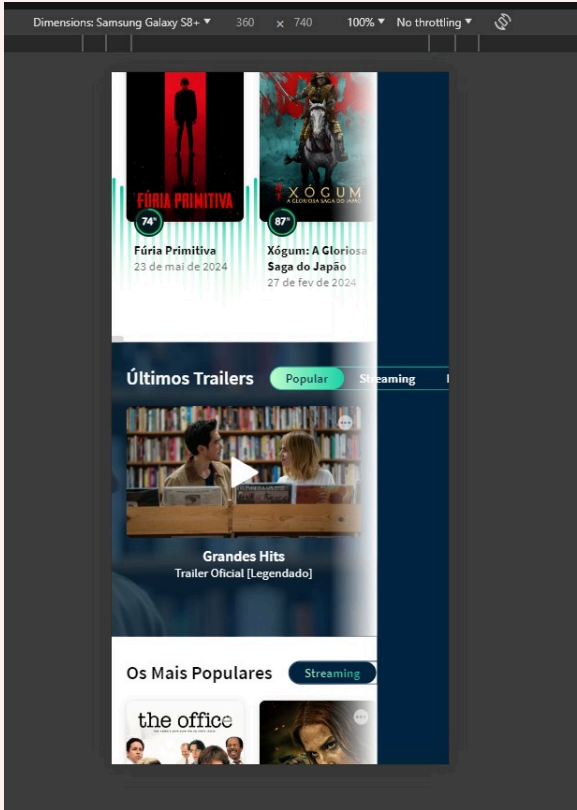 Dimensions: Samsung Galaxy S8+ ▼ 360 × 740 100% ▼ No throttling ▼
FÚRIA PRIMITIVA
XÓGUM
A GLORIOSA SAGA DO JAPÃO
74%
87%
Fúria Primitiva
23 de mai de 2024
Xógum: A Gloriosa
Saga do Japão
27 de fev de 2024
Últimos Trailers Popular Streaming
Grandes Hits
Trailer Oficial [Legendado]
Os Mais Populares Streaming
the office